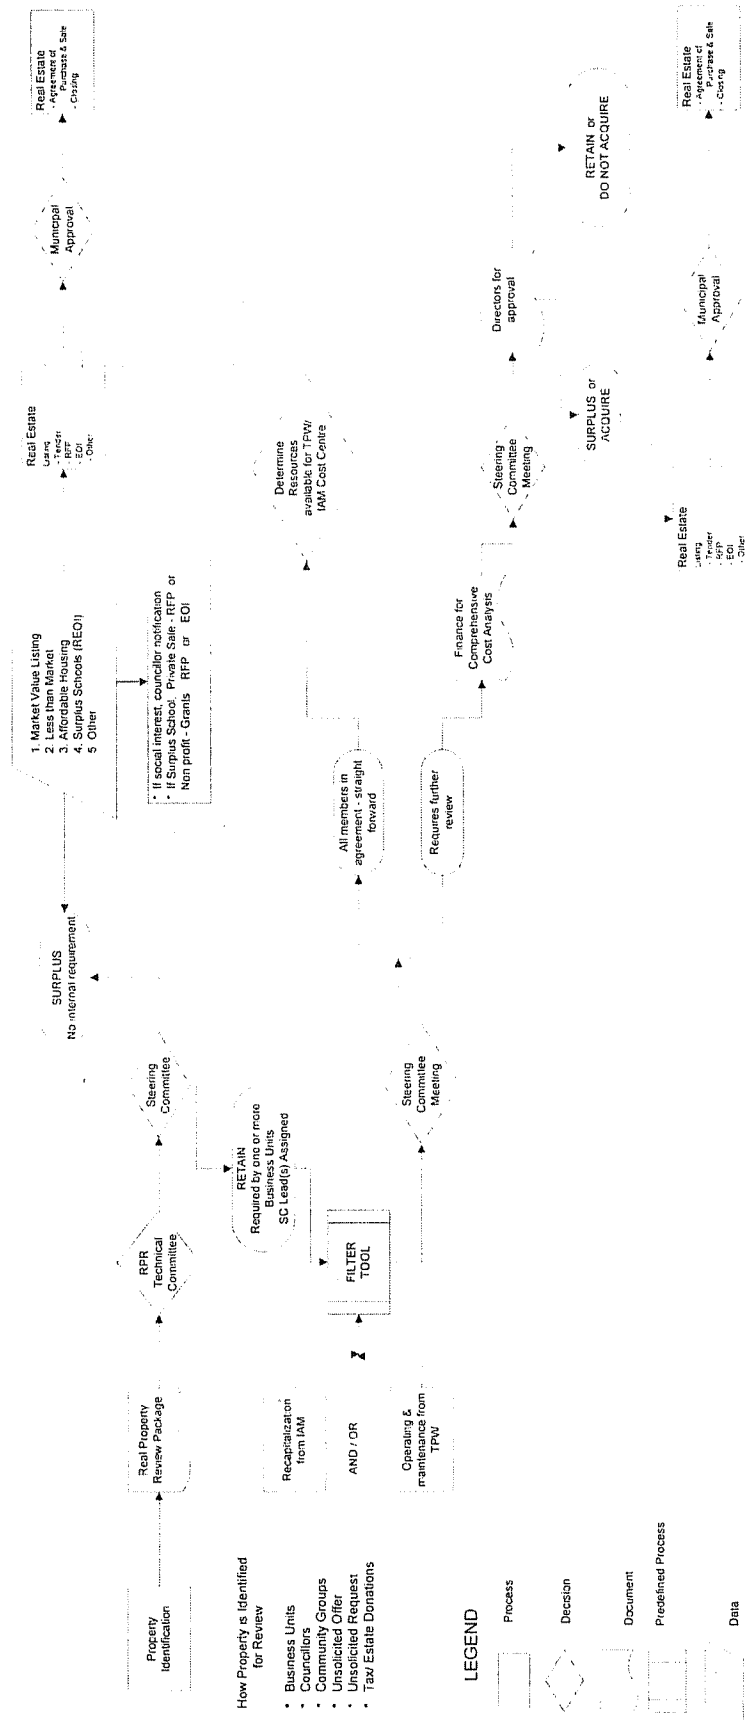 Property
Identification
Real Property
Review Package
RPR
Technical
Committee
Steering
Committee
SURPLUS
No internal requirement
1. Market Value Listing
2. Less than Market
3. Affordable Housing
4. Surplus Schools (REOI)
5 Other
• If social interest, councillor notification
• If Surplus School. Private Sale - RFP or
Non profit - Grants RFP or EOI
Real Estate
Listing
- Tender
- RFP
- EOI
- Other
Municipal
Approval
Real Estate
- Agreement of
Purchase & Sale
- Closing
RETAIN
Required by one or more
Business Units
SC Lead(s) Assigned
How Property is Identified
for Review
• Business Units
• Councillors
• Community Groups
• Unsolicited Offer
• Unsolicited Request
• Tax/ Estate Donations
Recapitalization
from IAM
AND / OR
Operating &
maintenance from
TPW
FILTER
TOOL
Steering
Committee
Meeting
All members in
agreement - straight
forward
Requires further
review
Determine
Resources
available for TPW/
IAM Cost Centre
Finance for
Comprehensive
Cost Analysis
Steering
Committee
Meeting
Directors for
approval
SURPLUS or
ACQUIRE
RETAIN or
DO NOT ACQUIRE
Real Estate
Listing
- Tender
- RFP
- EOI
- Other
Municipal
Approval
Real Estate
- Agreement of
Purchase & Sale
- Closing
LEGEND
Process
Decision
Document
Predefined Process
Data